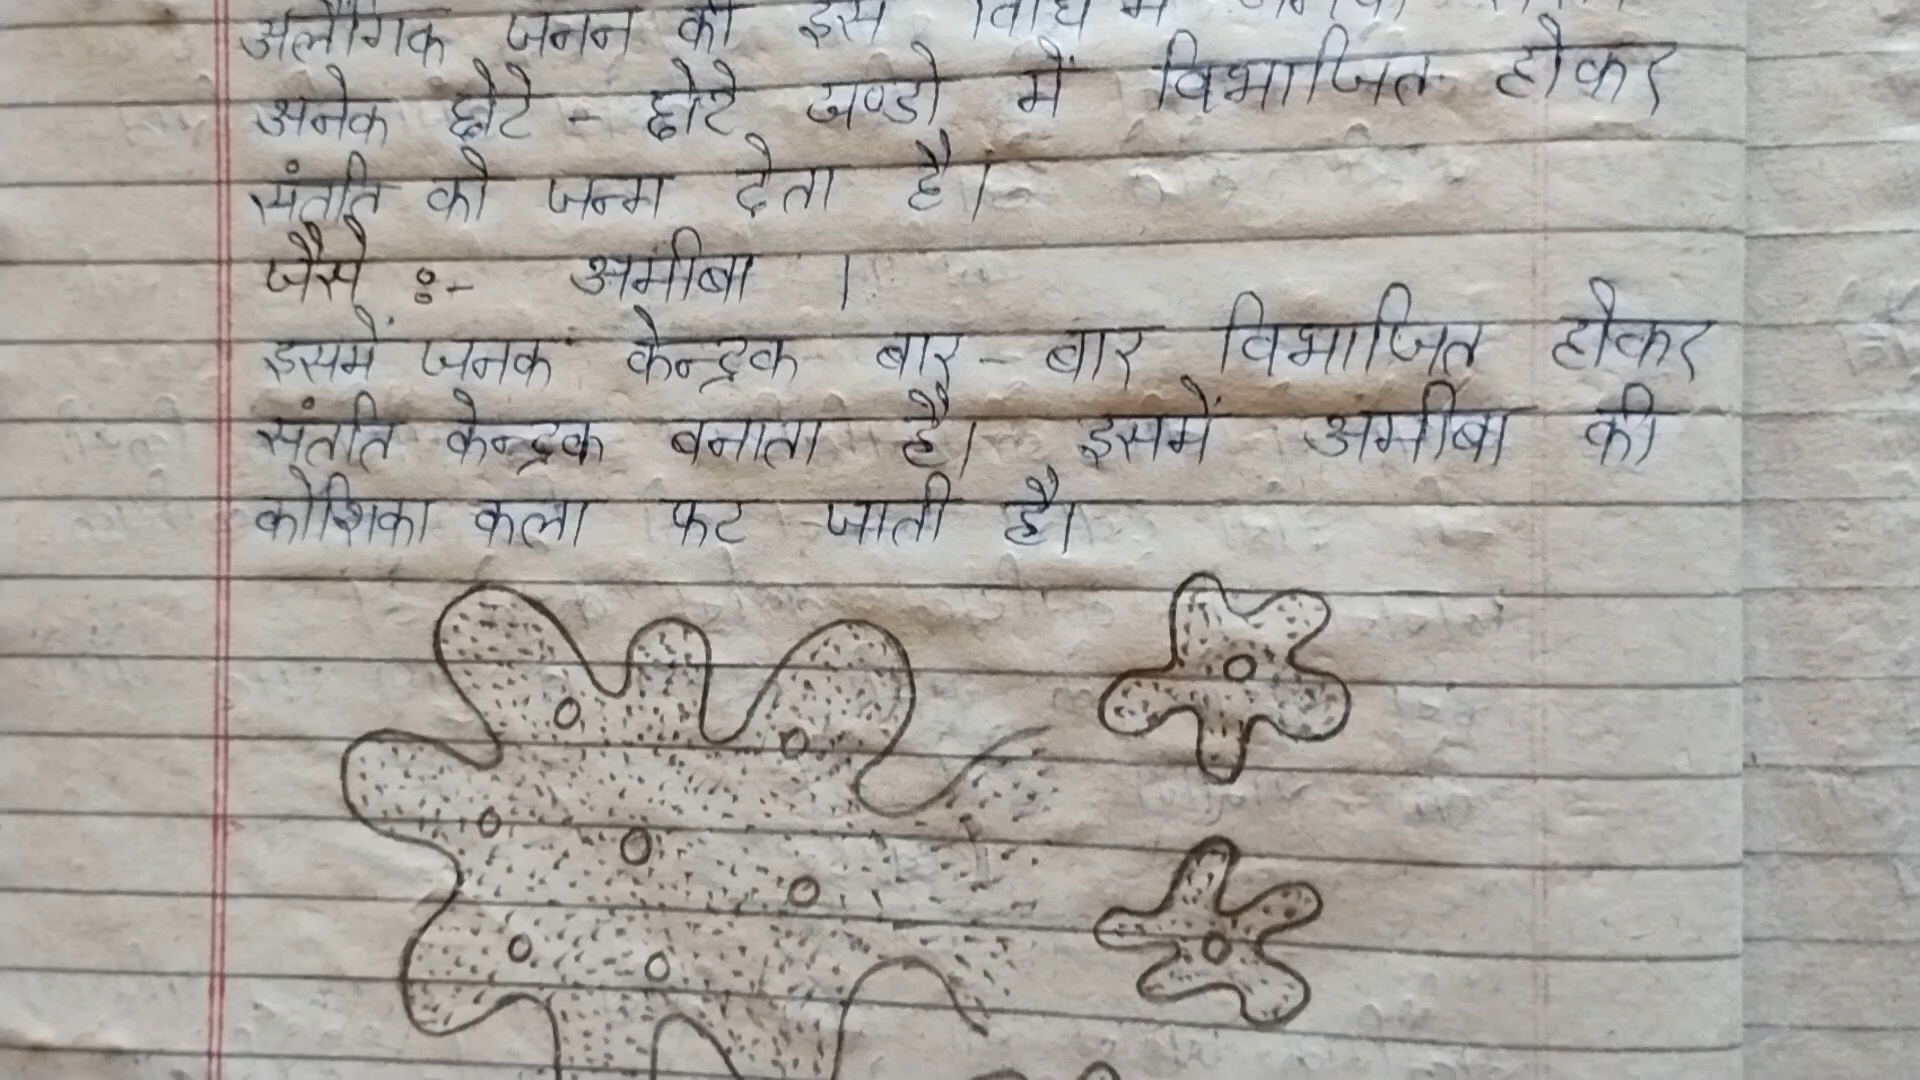 अलैंगिक जनन की इस विधि में
अनेक छोटे - छोटे खण्डो में विभाजित होकर
संतति को जन्म देता है।
जैसे :- अमीबा ।
इसमें जनक केन्द्रक बार - बार विभाजित होकर
संतति केन्द्रक बनाता है। इसमें अमीबा की
कोशिका कला फट जाती है।